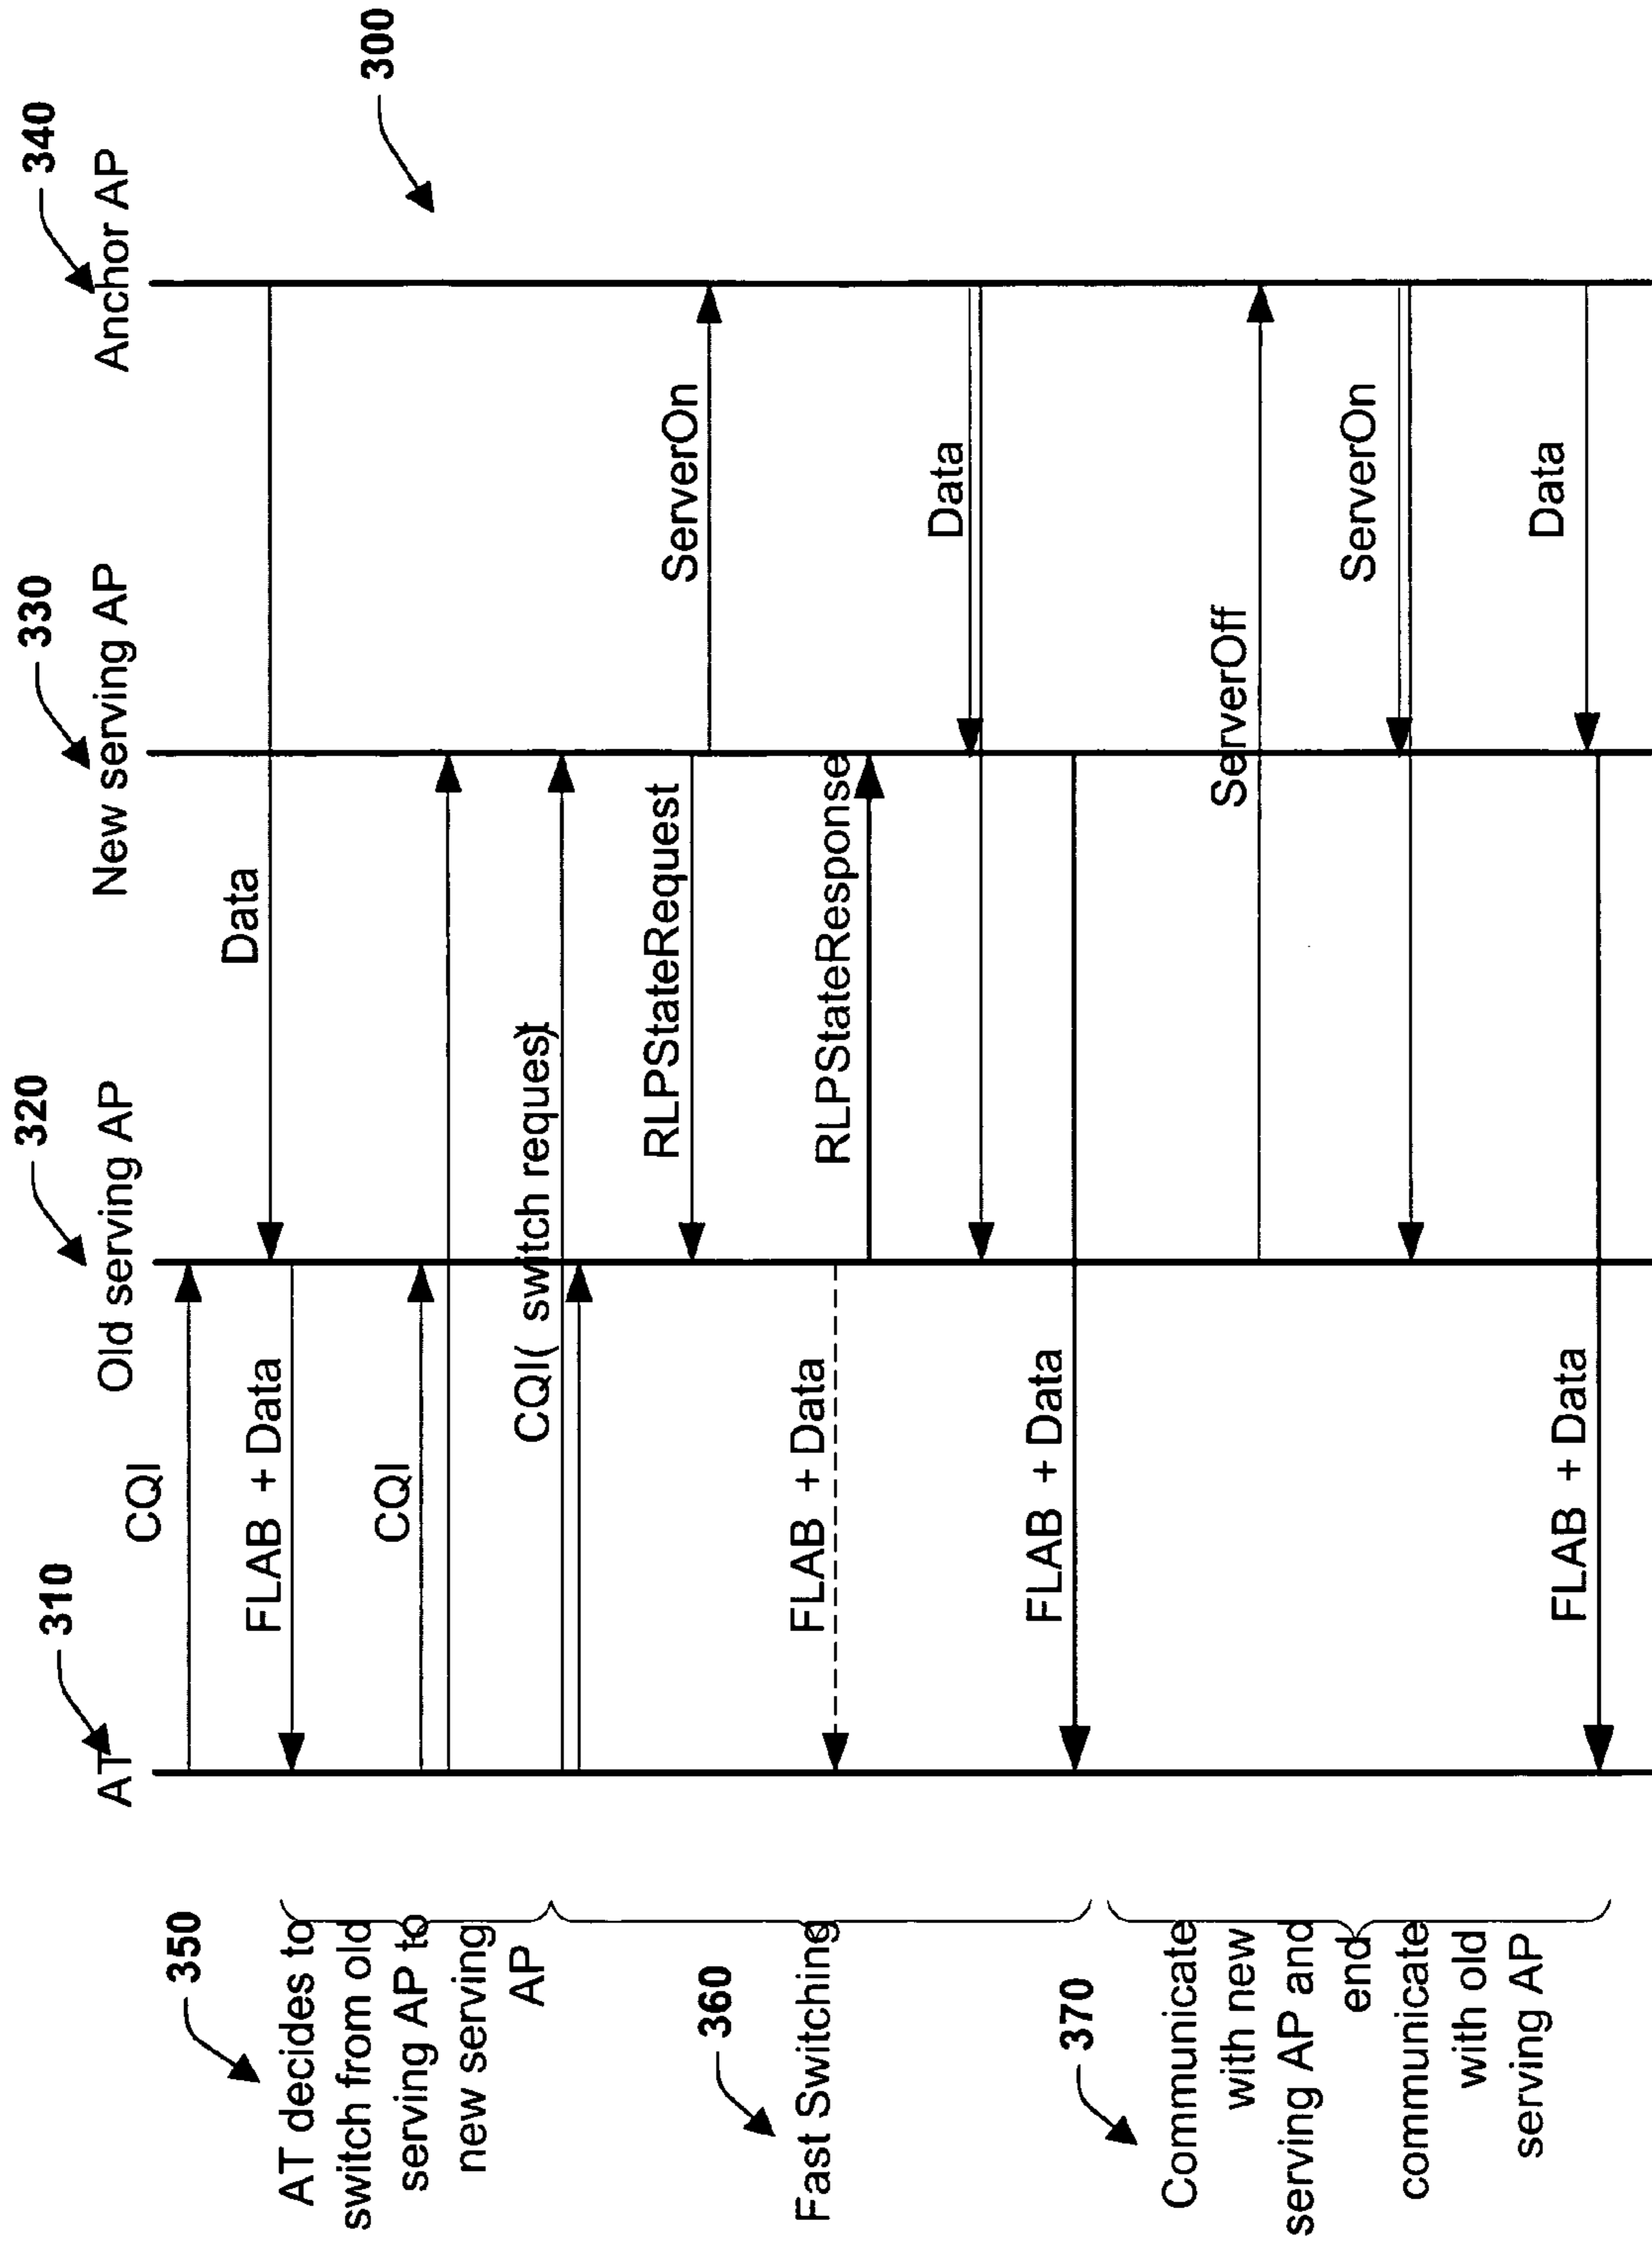 310
AT
320
Old serving AP
330
New serving AP
340
Anchor AP
300
CQI
Data
FLAB + Data
350
AT decides to
switch from old
serving AP to
new serving
AP
CQI
CQI( switch request)
360
Fast Switching
RLPStateRequest
ServerOn
FLAB + Data
RLPStateResponse
Data
FLAB + Data
370
Communicate
with new
serving AP and
end
communicate
with old
serving AP
ServerOff
ServerOn
Data
FLAB + Data